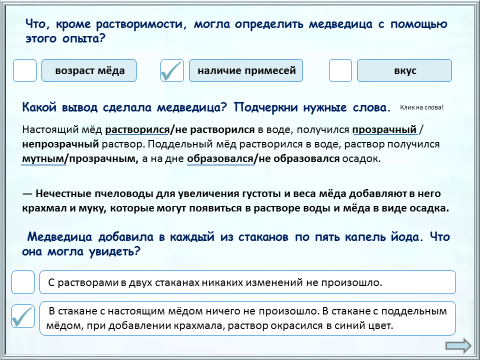 Что, кроме растворимости, могла определить медведица с помощью
этого опыта?
возраст мёда
наличие примесей
вкус
Какой вывод сделала медведица? Подчеркни нужные слова.
Клик на слова!
Настоящий мёд растворился/не растворился в воде, получился прозрачный /
непрозрачный раствор. Поддельный мёд растворился в воде, раствор получился
мутным/прозрачным, а на дне образовался/не образовался осадок.
— Нечестные пчеловоды для увеличения густоты и веса мёда добавляют в него
крахмал и муку, которые могут появиться в растворе воды и мёда в виде осадка.
Медведица добавила в каждый из стаканов по пять капель йода. Что
она могла увидеть?
С растворами в двух стаканах никаких изменений не произошло.
В стакане с настоящим мёдом ничего не произошло. В стакане с поддельным
мёдом, при добавлении крахмала, раствор окрасился в синий цвет.